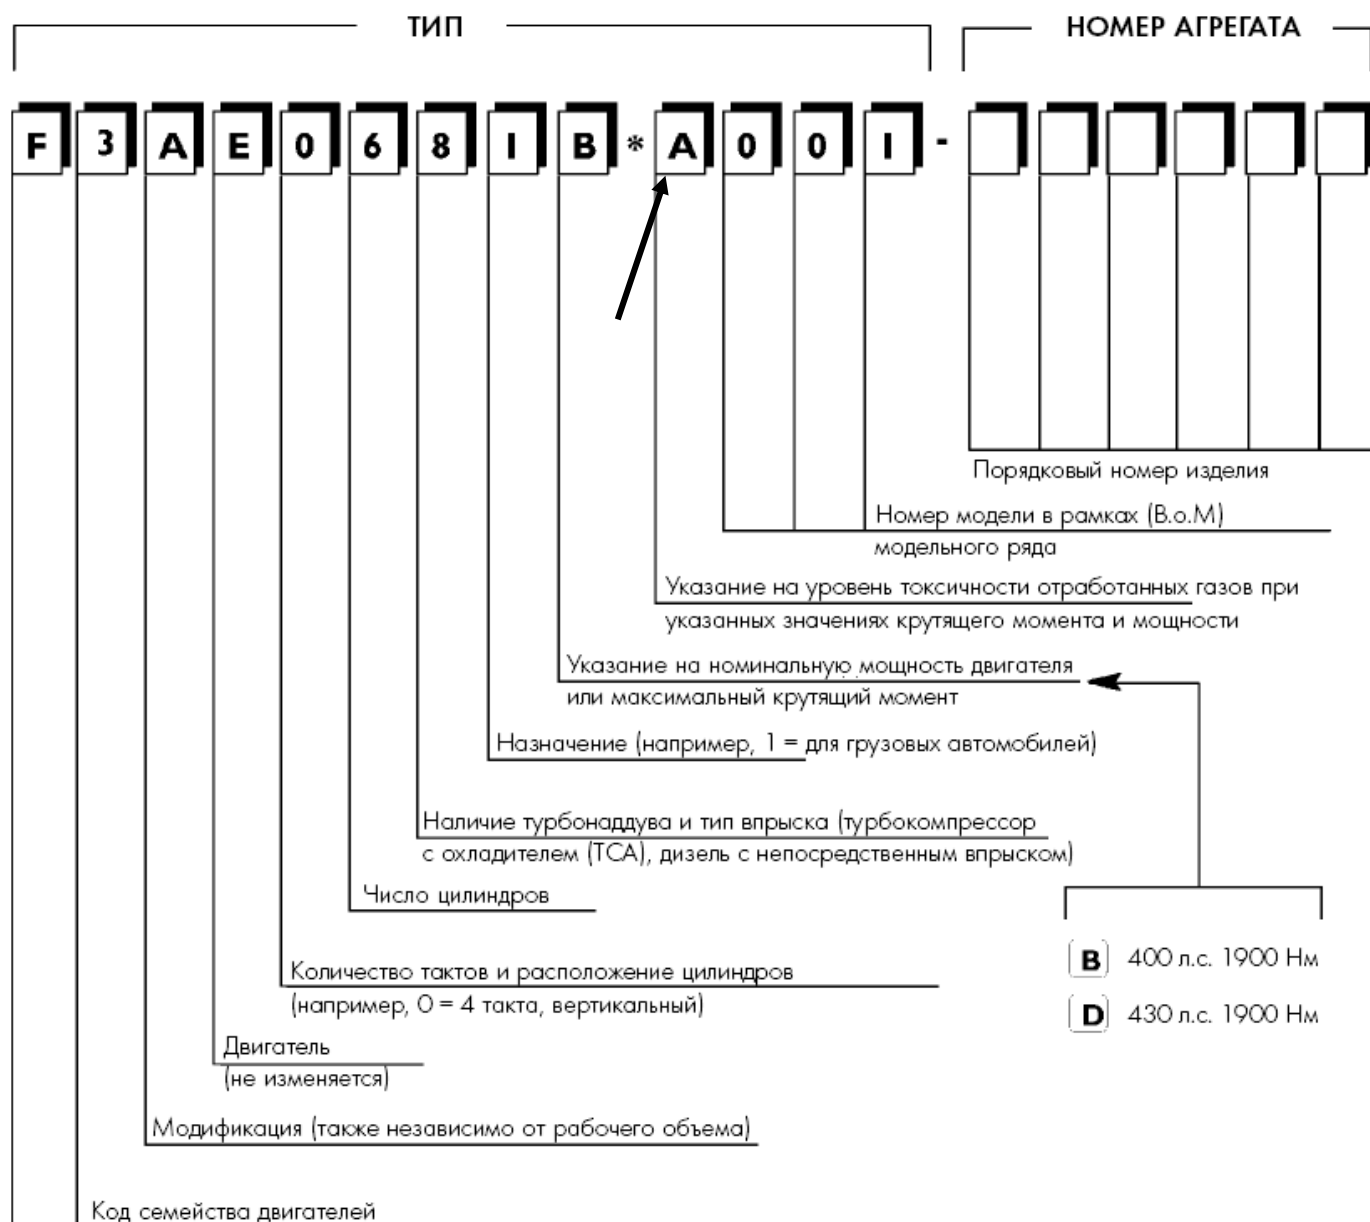 ТИП
НОМЕР АГРЕГАТА
F 3 A E 0 6 8 1 B * A 0 0 1 -
Порядковый номер изделия
Номер модели в рамках (B.o.M)
модельного ряда
Указание на уровень токсичности отработанных газов при
указанных значениях крутящего момента и мощности
Указание на номинальную мощность двигателя
или максимальный крутящий момент
Назначение (например, 1 = для грузовых автомобилей)
Наличие турбонаддува и тип впрыска (турбокомпрессор
с охладителем (TCA), дизель с непосредственным впрыском)
Число цилиндров
B 400 л.с. 1900 Нм
Количество тактов и расположение цилиндров
(например, 0 = 4 такта, вертикальный)
D 430 л.с. 1900 Нм
Двигатель
(не изменяется)
Модификация (также независимо от рабочего объема)
Код семейства двигателей